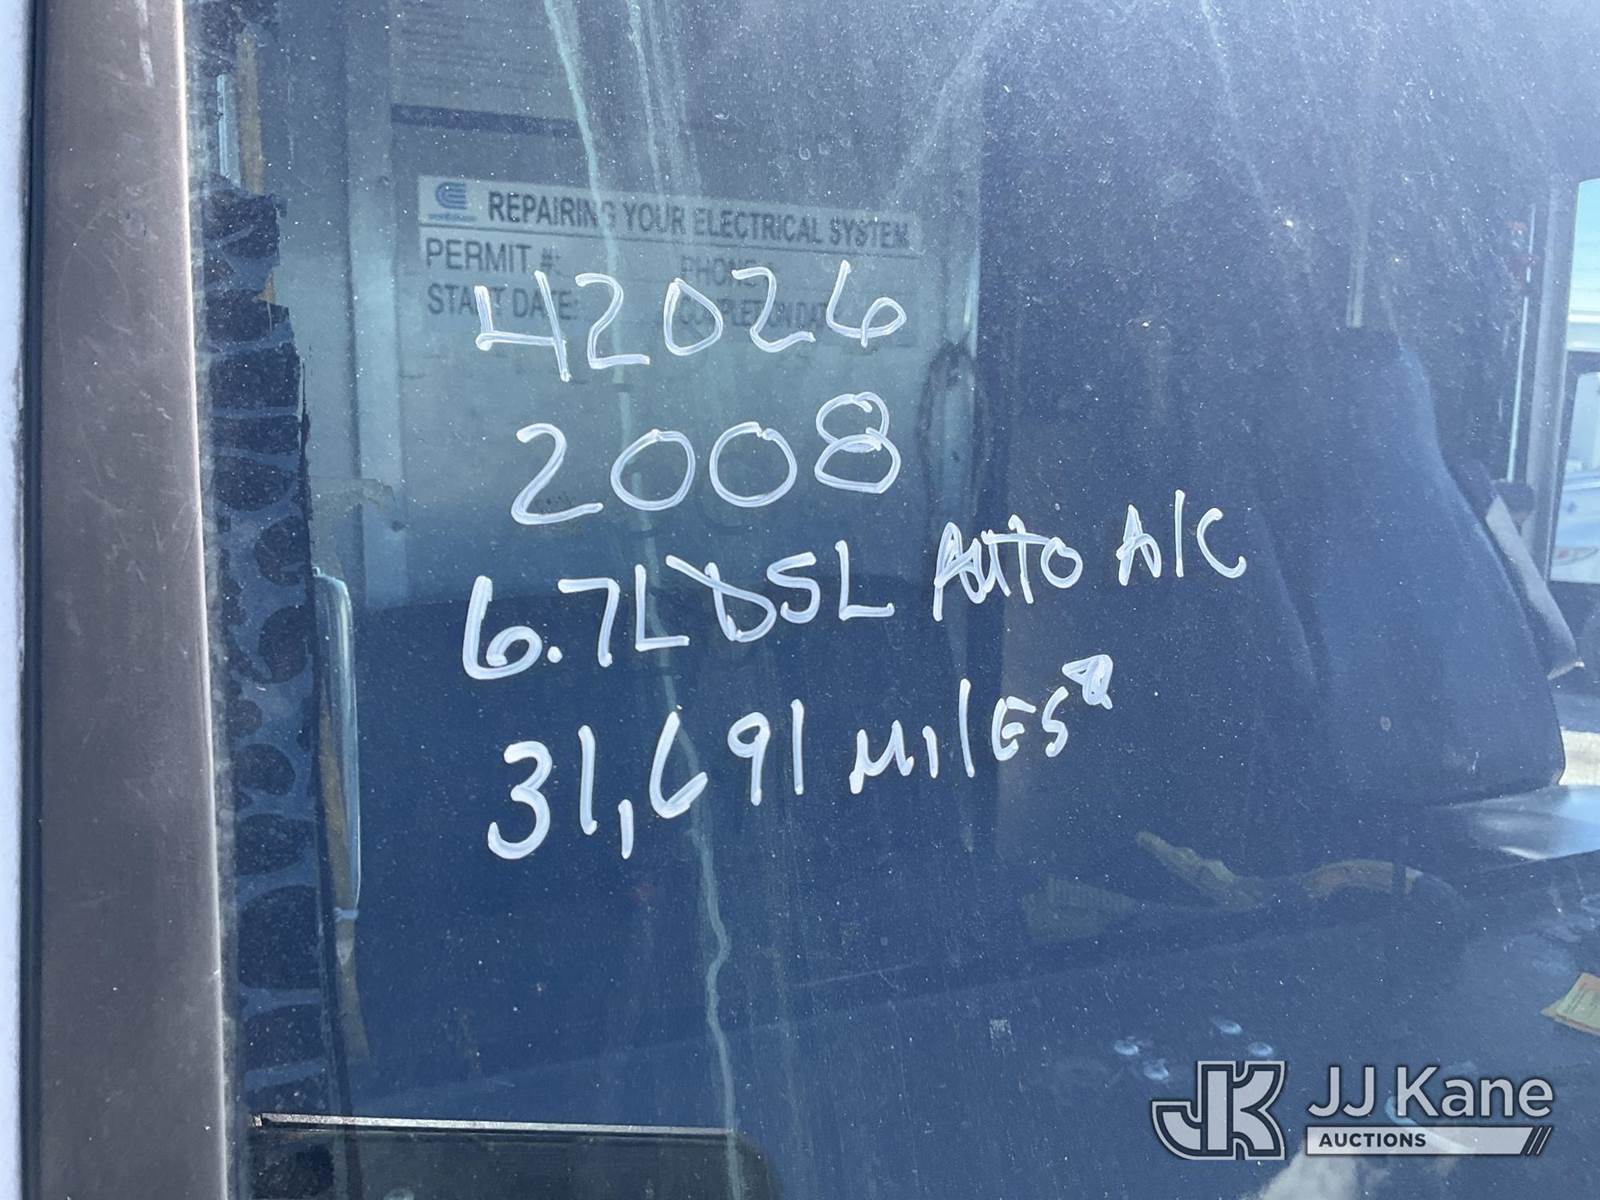 REPAIRING YOUR ELECTRICAL SYSTEM
PERMIT #: PHONE
START DATE: COMPLETION DATE
42026
2008
6.7L DSL AUTO A/C
31,691 MILES
JK JJ Kane
AUCTIONS